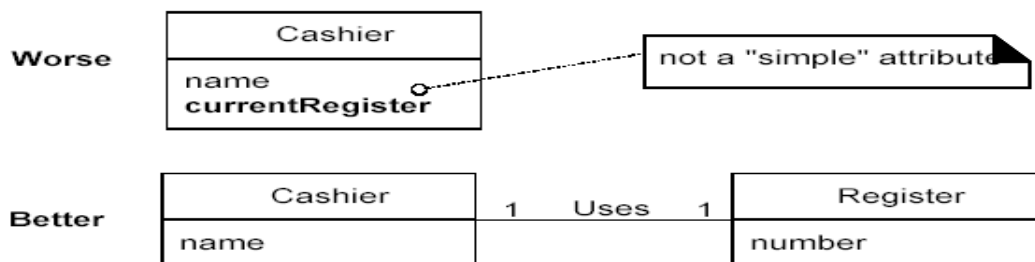 Cashier
Worse
not a "simple" attribute
name
currentRegister
Cashier
Register
1 Uses 1
Better
name
number